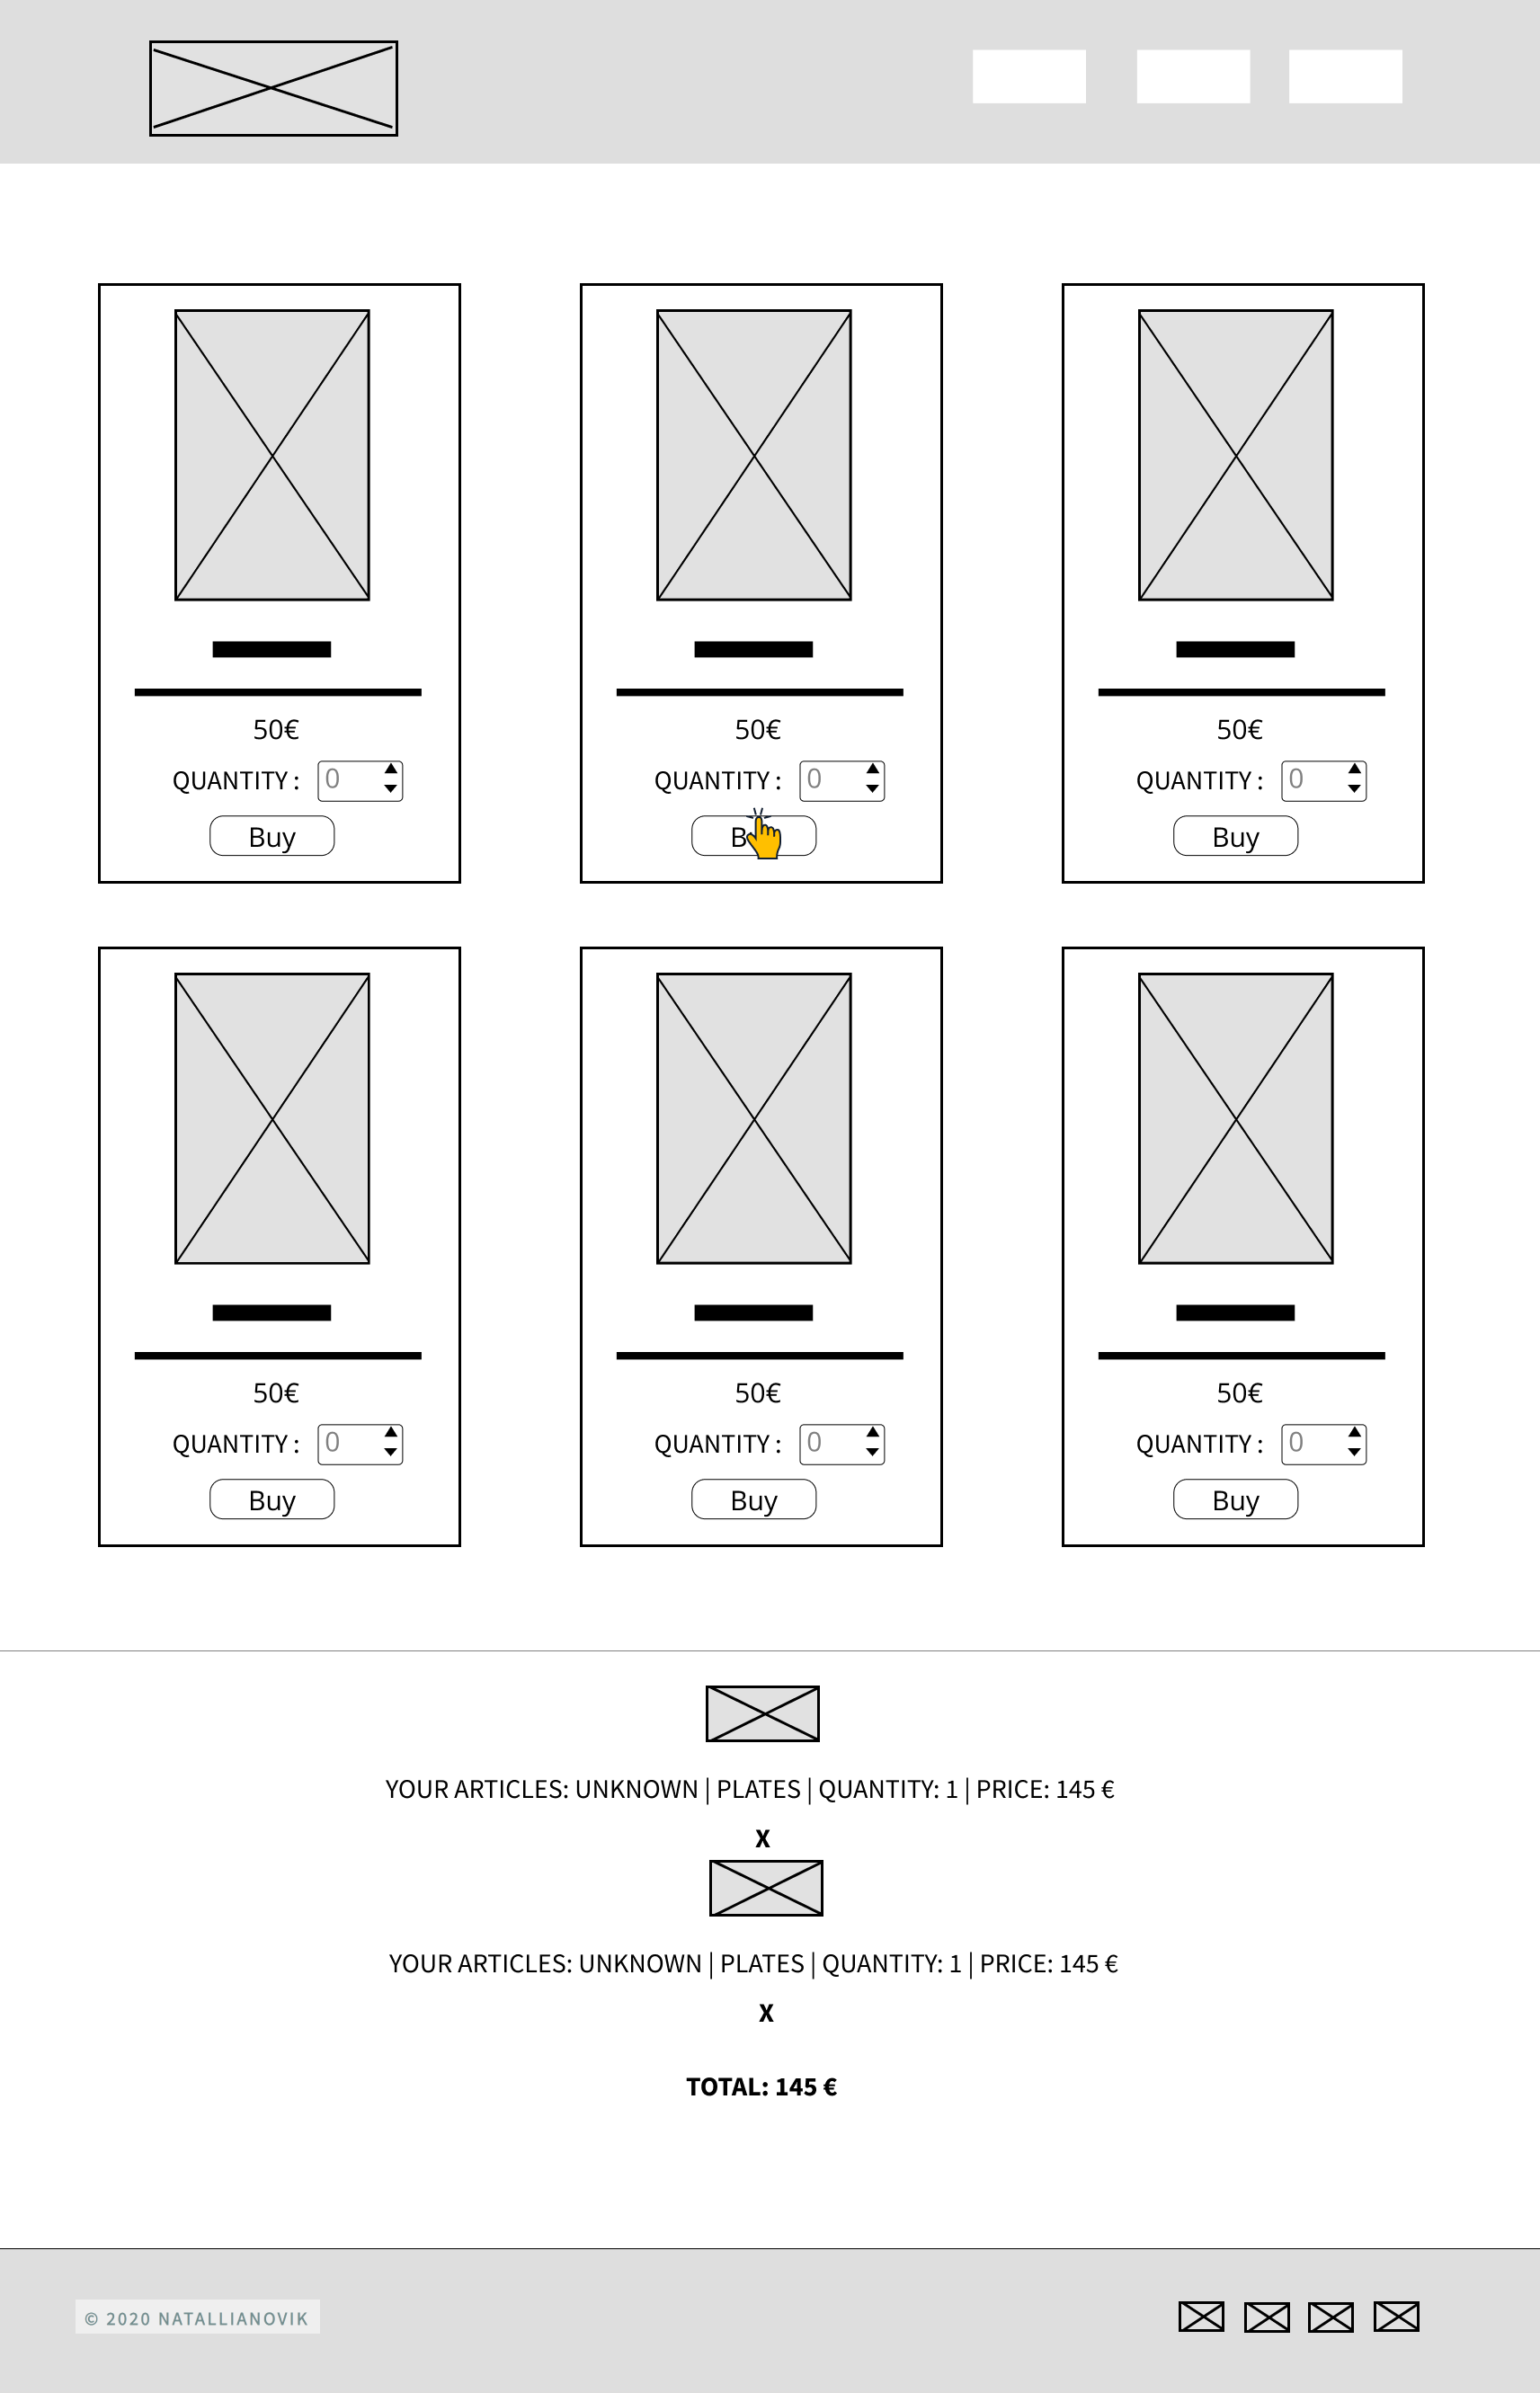 50€ 50€ 50€
QUANTITY : 0 QUANTITY : 0 QUANTITY : 0
Buy B Buy
50€ 50€ 50€
QUANTITY : 0 QUANTITY : 0 QUANTITY : 0
Buy Buy Buy
YOUR ARTICLES: UNKNOWN | PLATES | QUANTITY: 1 | PRICE: 145 €
X
YOUR ARTICLES: UNKNOWN | PLATES | QUANTITY: 1 | PRICE: 145 €
X
TOTAL: 145 €
© 2020 NATALLIANOVIK